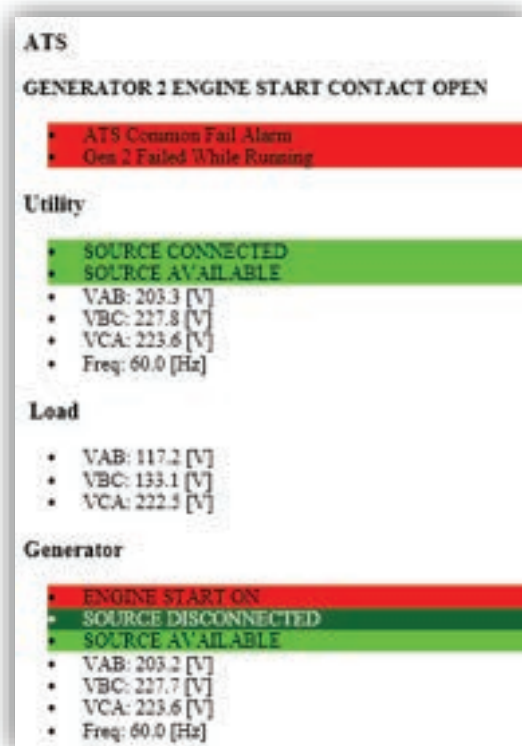 ATS
GENERATOR 2 ENGINE START CONTACT OPEN
• ATS Common Fail Alarm
• Gen 2 Failed While Running
Utility
• SOURCE CONNECTED
• SOURCE AVAILABLE
• VAB: 203.3 [V]
• VBC: 227.8 [V]
• VCA: 223.6 [V]
• Freq: 60.0 [Hz]
Load
• VAB: 117.2 [V]
• VBC: 133.1 [V]
• VCA: 222.5 [V]
Generator
• ENGINE START ON
• SOURCE DISCONNECTED
• SOURCE AVAILABLE
• VAB: 203.2 [V]
• VBC: 227.7 [V]
• VCA: 223.6 [V]
• Freq: 60.0 [Hz]